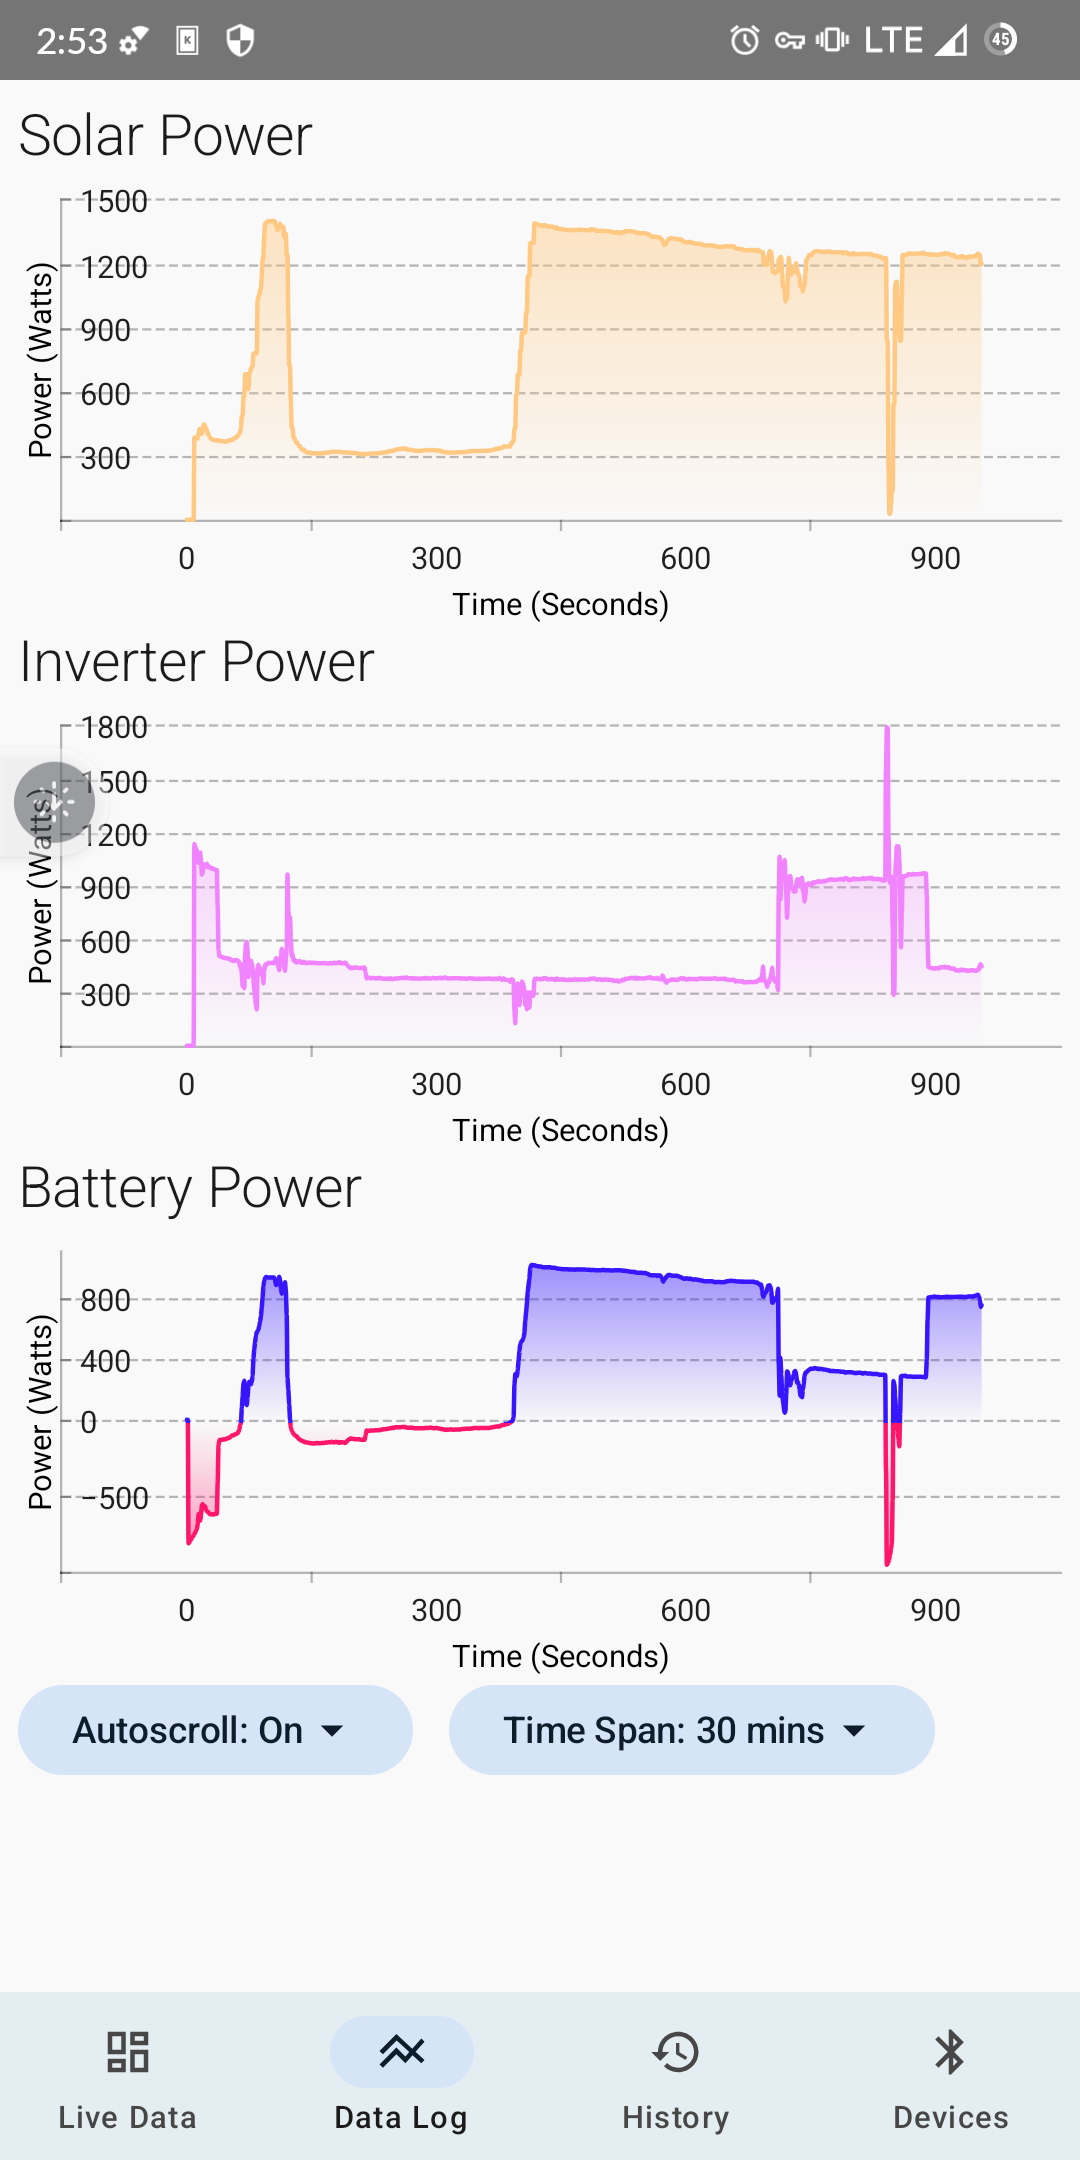 2:53 K LTE 45
Solar Power
1500
1200
900
600
300
Power (Watts)
0 300 600 900
Time (Seconds)
Inverter Power
1800
1500
1200
900
600
300
Power (Watts)
0 300 600 900
Time (Seconds)
Battery Power
800
400
0
−500
Power (Watts)
0 300 600 900
Time (Seconds)
Autoscroll: On Time Span: 30 mins
Live Data Data Log History Devices